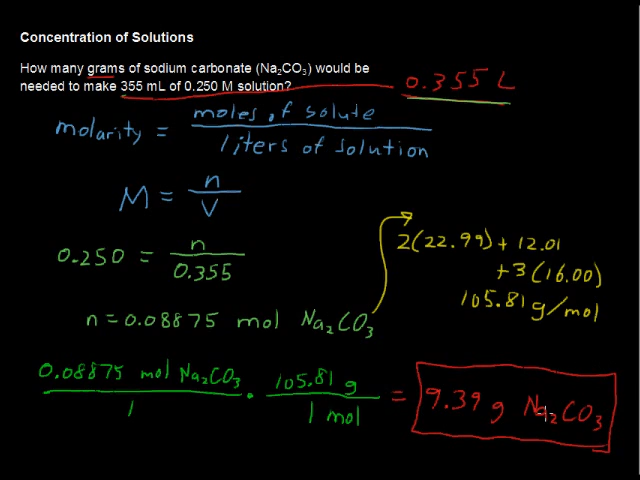 Concentration of Solutions
How many grams of sodium carbonate (Na₂CO₃) would be
needed to make 355 mL of 0.250 M solution?
0.355 L
molarity = moles of solute / liters of solution
M = n / V
0.250 = n / 0.355
2(22.99) + 12.01
+ 3(16.00)
105.81 g/mol
n = 0.08875 mol Na₂CO₃
0.08875 mol Na₂CO₃ / 1 · 105.81 g / 1 mol = 9.39 g Na₂CO₃